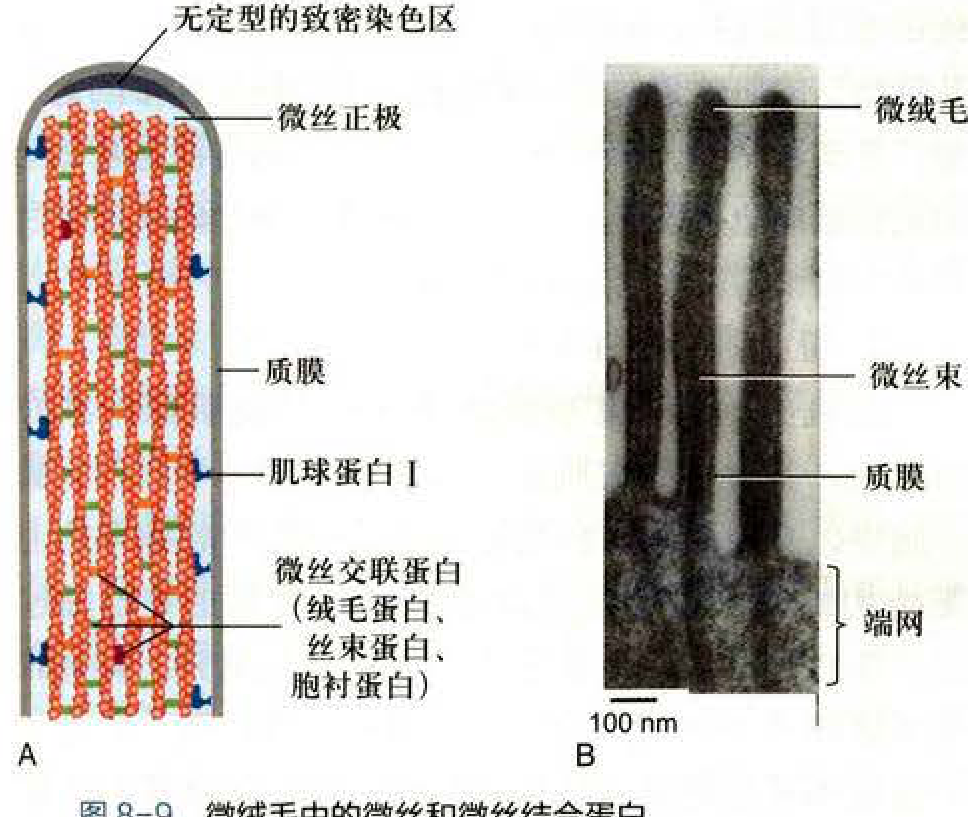 无定型的致密染色区
微丝正极
质膜
肌球蛋白 I
微丝交联蛋白
(绒毛蛋白、
丝束蛋白、
胞衬蛋白)
A
微绒毛
微丝束
质膜
端网
100 nm
B
图 8-9 微绒毛中的微丝和微丝结合蛋白